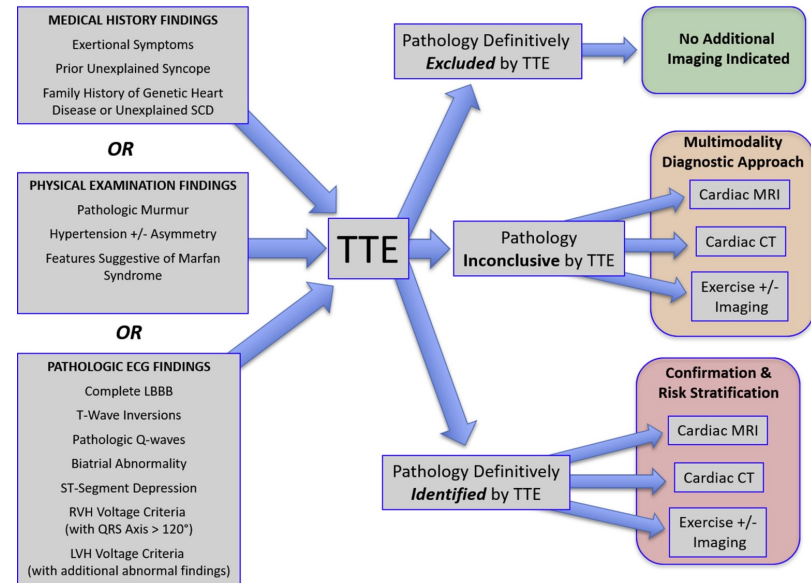 MEDICAL HISTORY FINDINGS
Exertional Symptoms
Prior Unexplained Syncope
Family History of Genetic Heart
Disease or Unexplained SCD
OR
PHYSICAL EXAMINATION FINDINGS
Pathologic Murmur
Hypertension +/- Asymmetry
Features Suggestive of Marfan
Syndrome
OR
PATHOLOGIC ECG FINDINGS
Complete LBBB
T-Wave Inversions
Pathologic Q-waves
Biatrial Abnormality
ST-Segment Depression
RVH Voltage Criteria
(with QRS Axis > 120°)
LVH Voltage Criteria
(with additional abnormal findings)
TTE
Pathology Definitively
Excluded by TTE
No Additional
Imaging Indicated
Pathology
Inconclusive by TTE
Multimodality
Diagnostic Approach
Cardiac MRI
Cardiac CT
Exercise +/-
Imaging
Pathology Definitively
Identified by TTE
Confirmation &
Risk Stratification
Cardiac MRI
Cardiac CT
Exercise +/-
Imaging